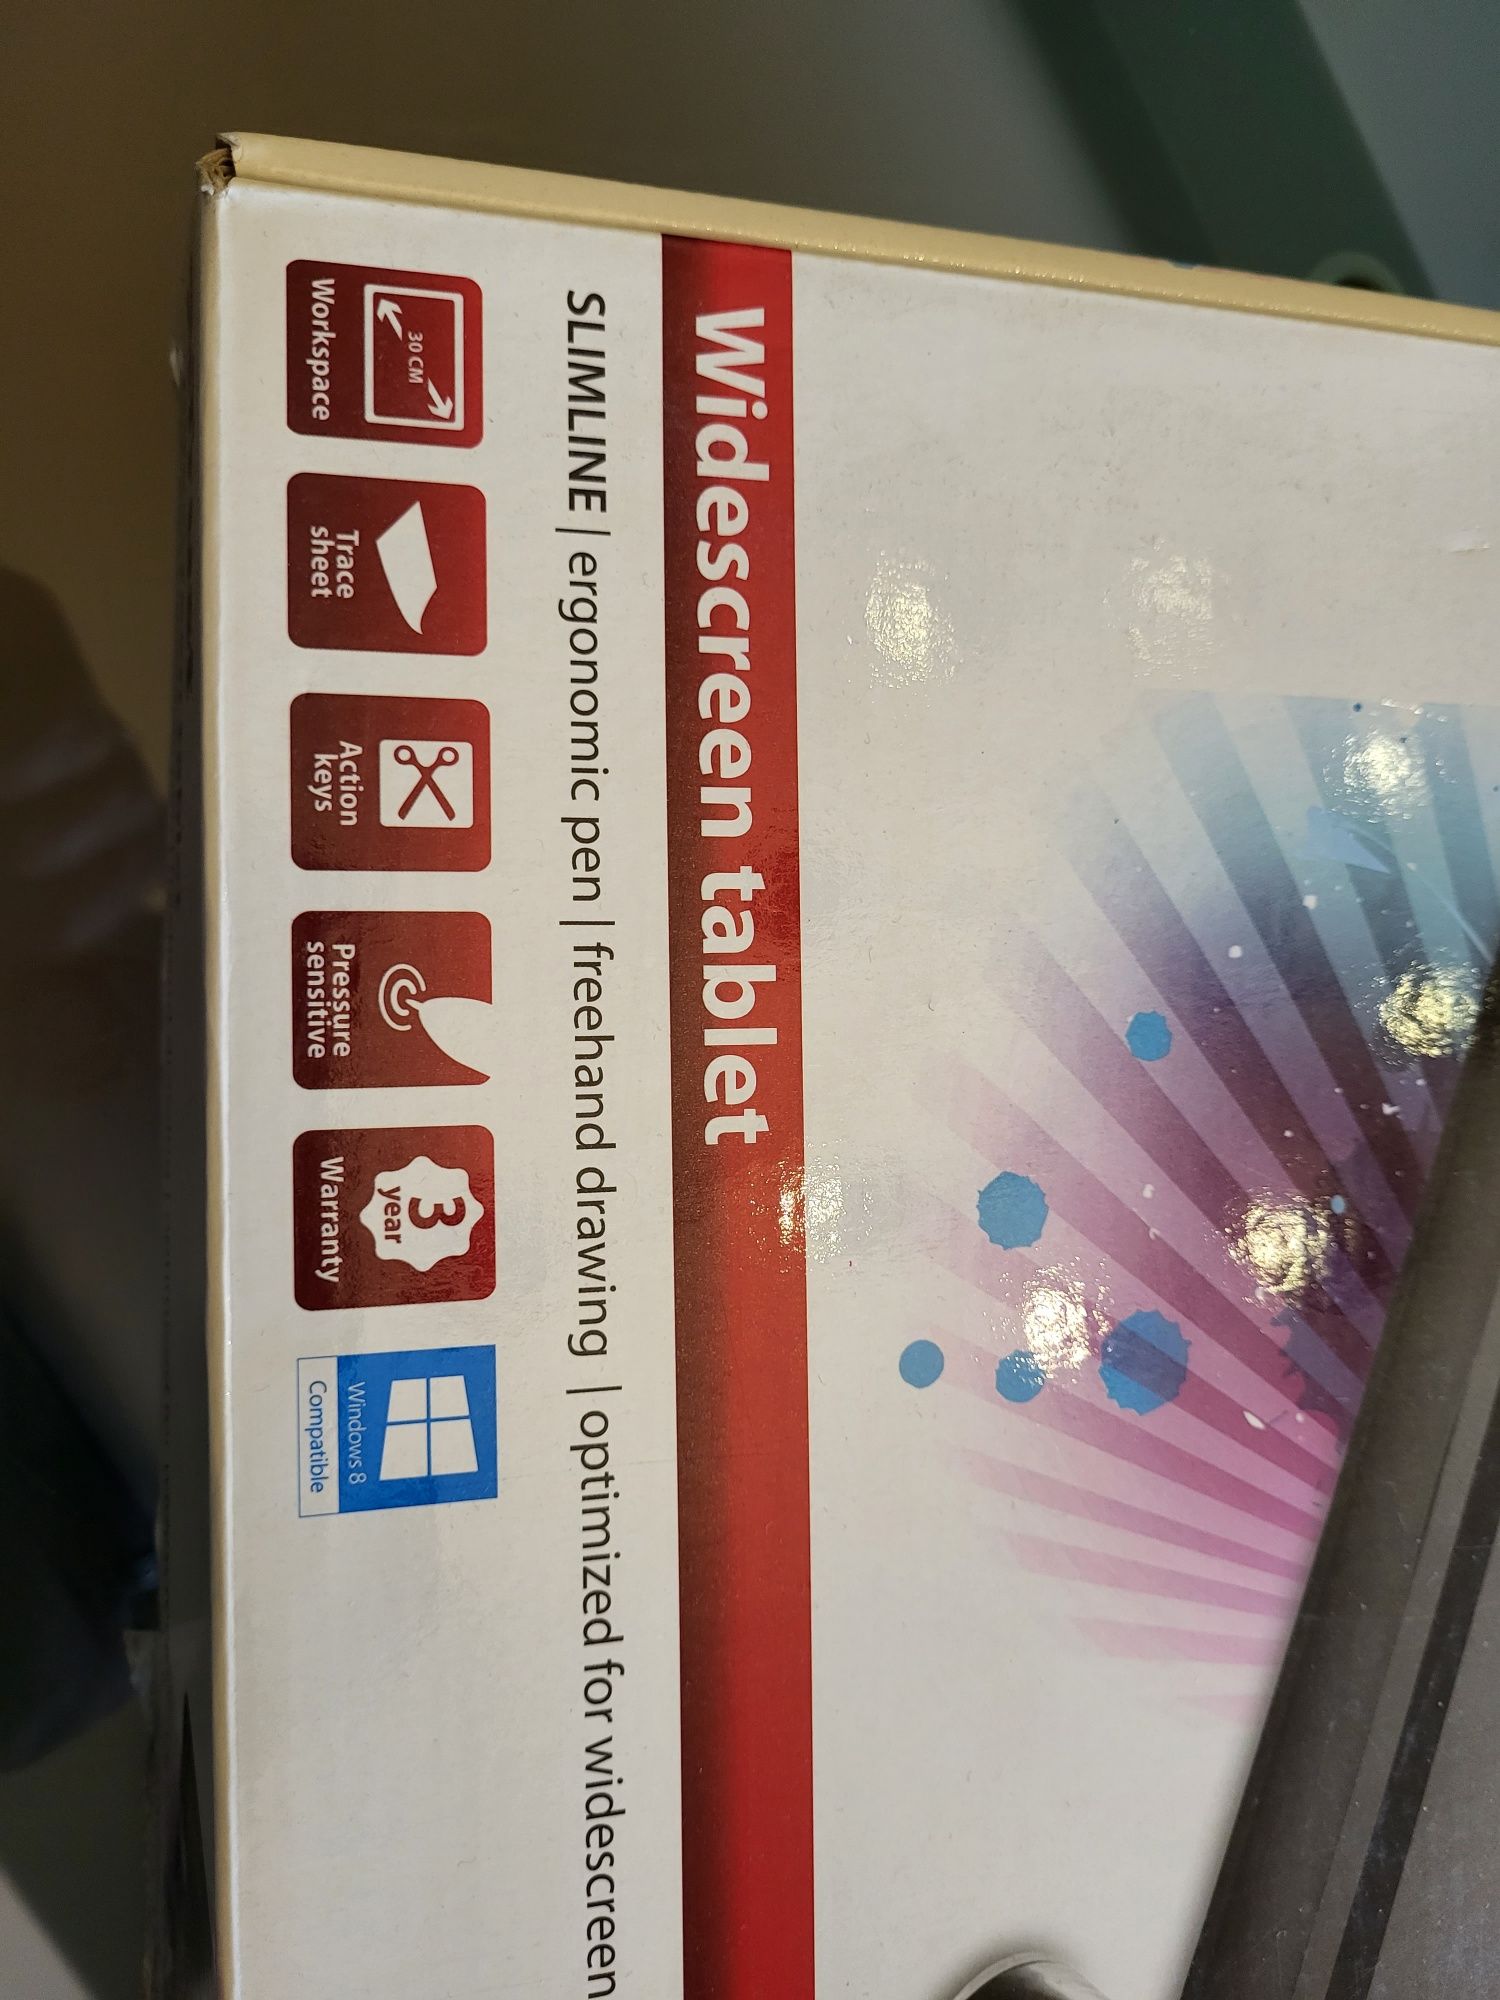 Widescreen tablet
SLIMLINE | ergonomic pen | freehand drawing | optimized for widescreen
30 CM
Workspace
Trace
sheet
Action
keys
Pressure
sensitive
3
year
Warranty
Windows 8
Compatible